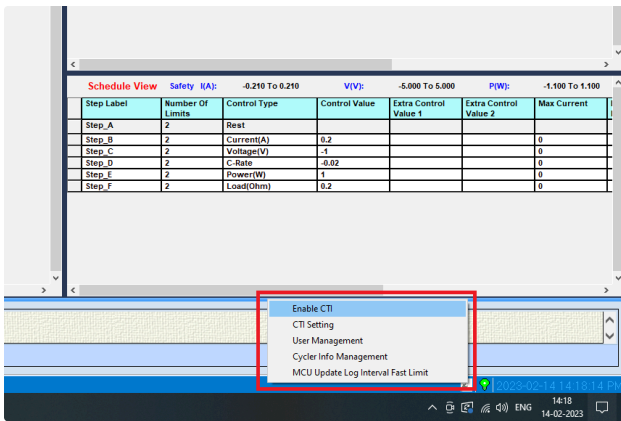 Schedule View Safety I(A): -0.210 To 0.210 V(V): -5.000 To 5.000 P(W): -1.100 To 1.100
Step Label Number Of Limits Control Type Control Value Extra Control Value 1 Extra Control Value 2 Max Current
Step_A 2 Rest
Step_B 2 Current(A) 0.2 0
Step_C 2 Voltage(V) -1 0
Step_D 2 C-Rate -0.02 0
Step_E 2 Power(W) 1 0
Step_F 2 Load(Ohm) 0.2 0
Enable CTI
CTI Setting
User Management
Cycler Info Management
MCU Update Log Interval Fast Limit
2023-02-14 14:18:14 PM
ENG 14:18
14-02-2023